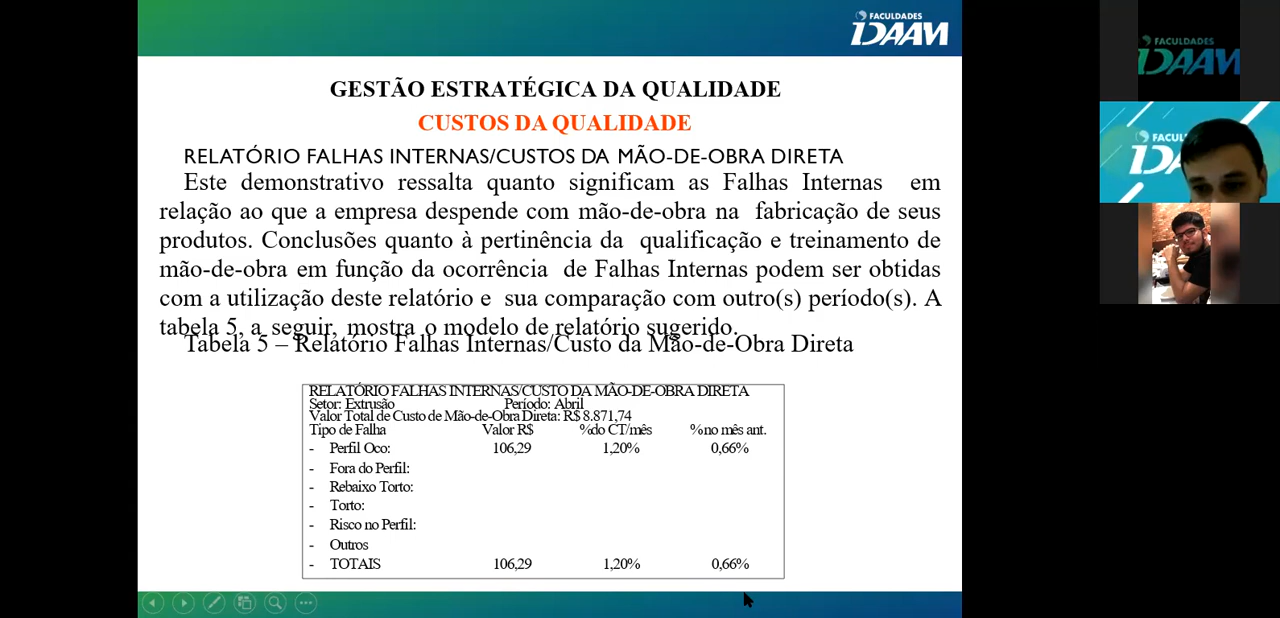 FACULDADES
IDAAM
GESTÃO ESTRATÉGICA DA QUALIDADE
CUSTOS DA QUALIDADE
RELATÓRIO FALHAS INTERNAS/CUSTOS DA MÃO-DE-OBRA DIRETA
Este demonstrativo ressalta quanto significam as Falhas Internas em
relação ao que a empresa despende com mão-de-obra na fabricação de seus
produtos. Conclusões quanto à pertinência da qualificação e treinamento de
mão-de-obra em função da ocorrência de Falhas Internas podem ser obtidas
com a utilização deste relatório e sua comparação com outro(s) período(s). A
tabela 5, a seguir, mostra o modelo de relatório sugerido.
Tabela 5 – Relatório Falhas Internas/Custo da Mão-de-Obra Direta
RELATÓRIO FALHAS INTERNAS/CUSTO DA MÃO-DE-OBRA DIRETA
Setor: Extrusão Período: Abril
Valor Total de Custo de Mão-de-Obra Direta: R$ 8.871,74
Tipo de Falha Valor R$ % do CT/mês % no mês ant.
- Perfil Oco: 106,29 1,20% 0,66%
- Fora do Perfil:
- Rebaixo Torto:
- Torto:
- Risco no Perfil:
- Outros
- TOTAIS 106,29 1,20% 0,66%
FACULDADES
IDAAM